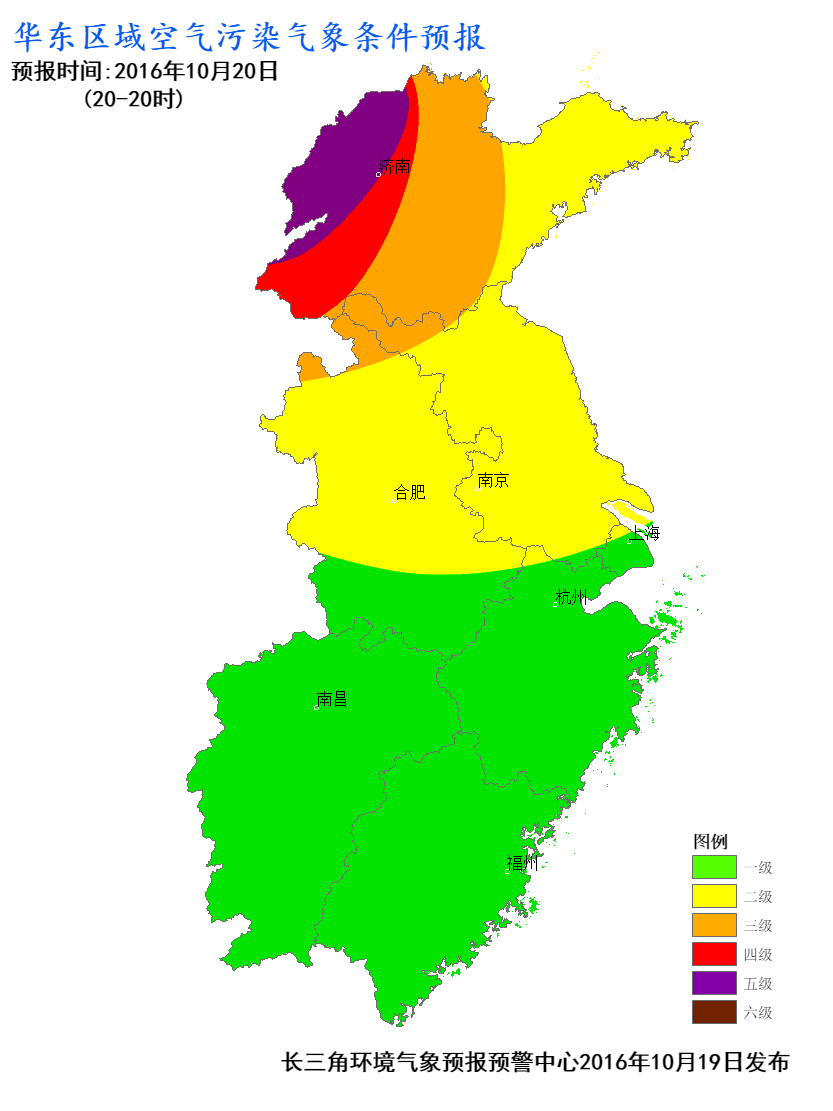 华东区域空气污染气象条件预报
预报时间:2016年10月20日
(20-20时)
济南
南京
合肥
上海
杭州
南昌
福州
图例
一级
二级
三级
四级
五级
六级
长三角环境气象预报预警中心2016年10月19日发布